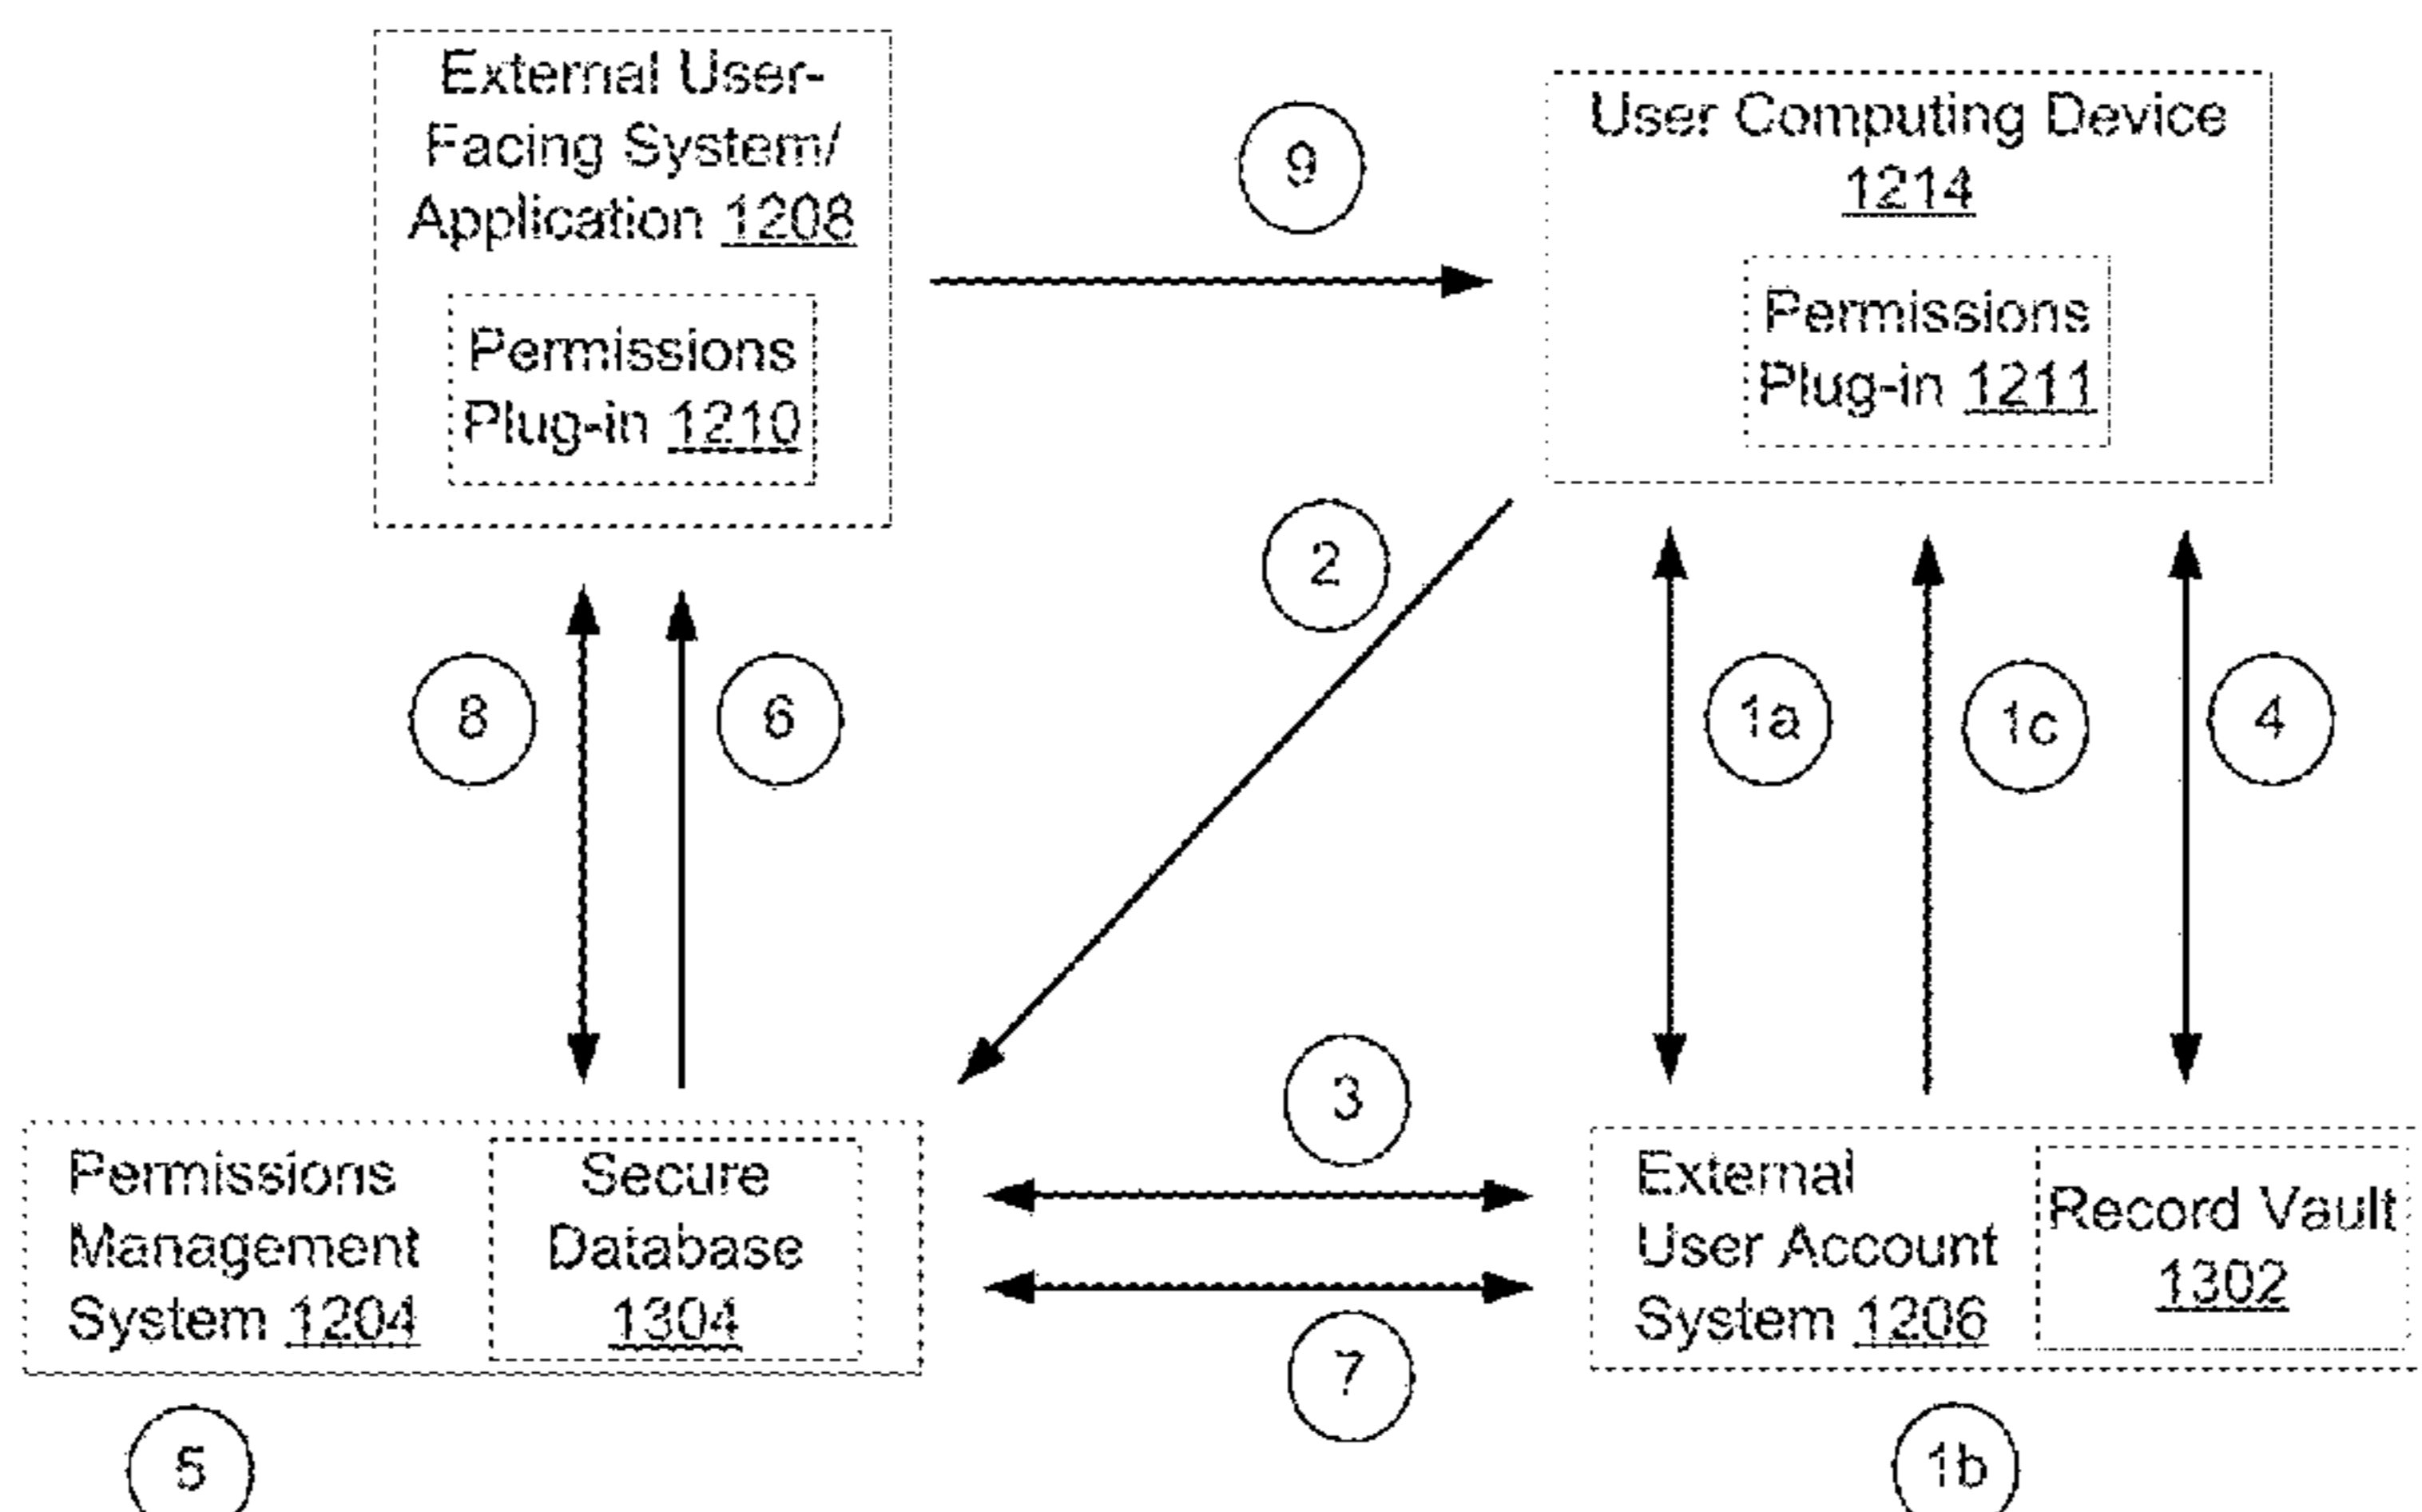 External User-
Facing System/
Application 1208
Permissions
Plug-in 1210
9
User Computing Device
1214
Permissions
Plug-in 1211
2
8
6
1a
1c
4
3
Permissions
Management
System 1204
Secure
Database
1304
External
User Account
System 1206
Record Vault
1302
7
5
1b